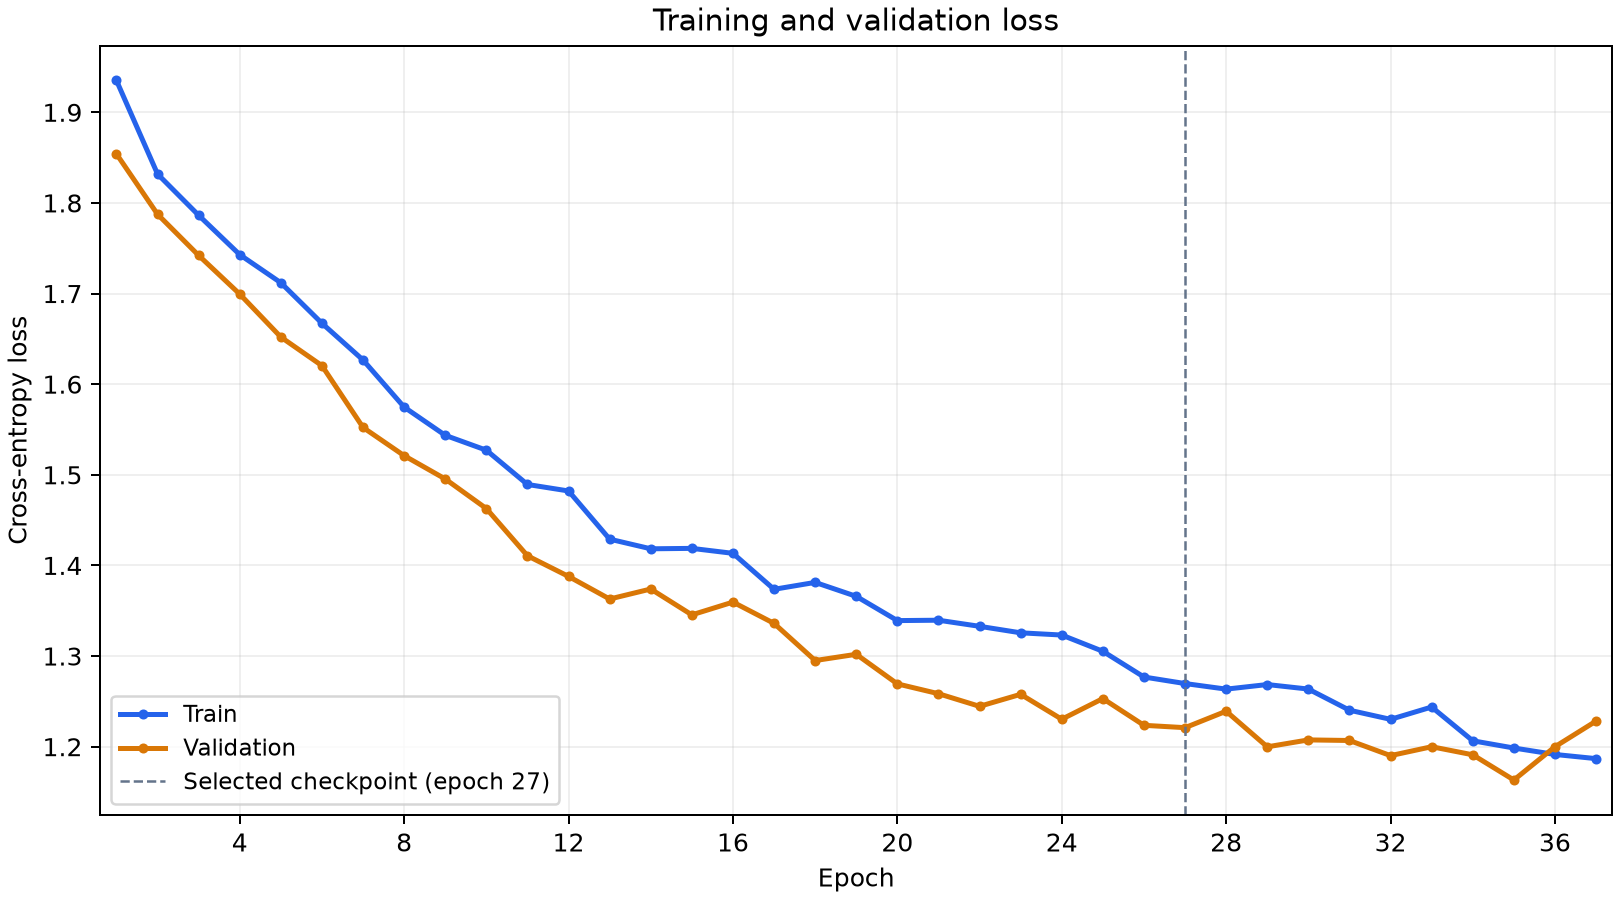 Training and validation loss
Cross-entropy loss
1.9
1.8
1.7
1.6
1.5
1.4
1.3
1.2
Train
Validation
Selected checkpoint (epoch 27)
4 8 12 16 20 24 28 32 36
Epoch